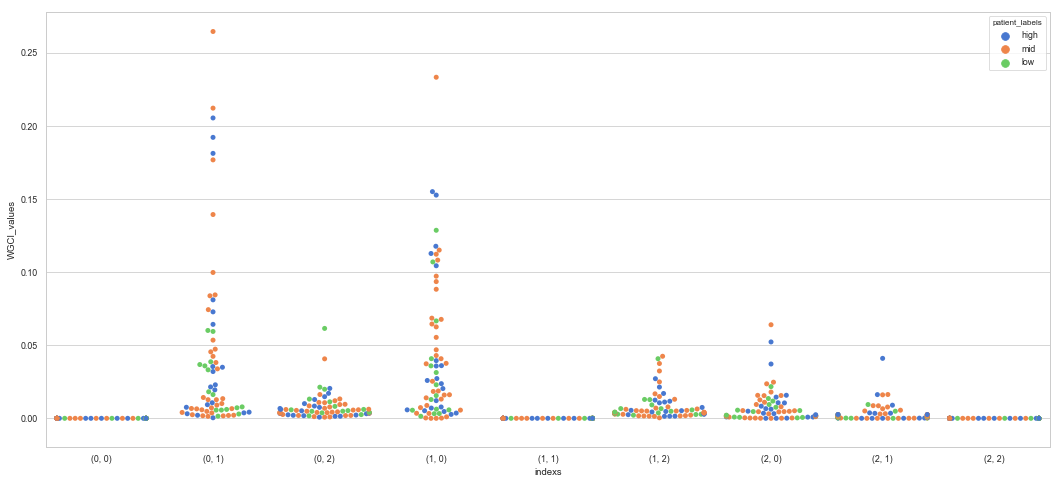 patient_labels
high
mid
low
0.25
0.20
0.15
0.10
0.05
0.00
WGCI_values
(0, 0)
(0, 1)
(0, 2)
(1, 0)
(1, 1)
(1, 2)
(2, 0)
(2, 1)
(2, 2)
indexs